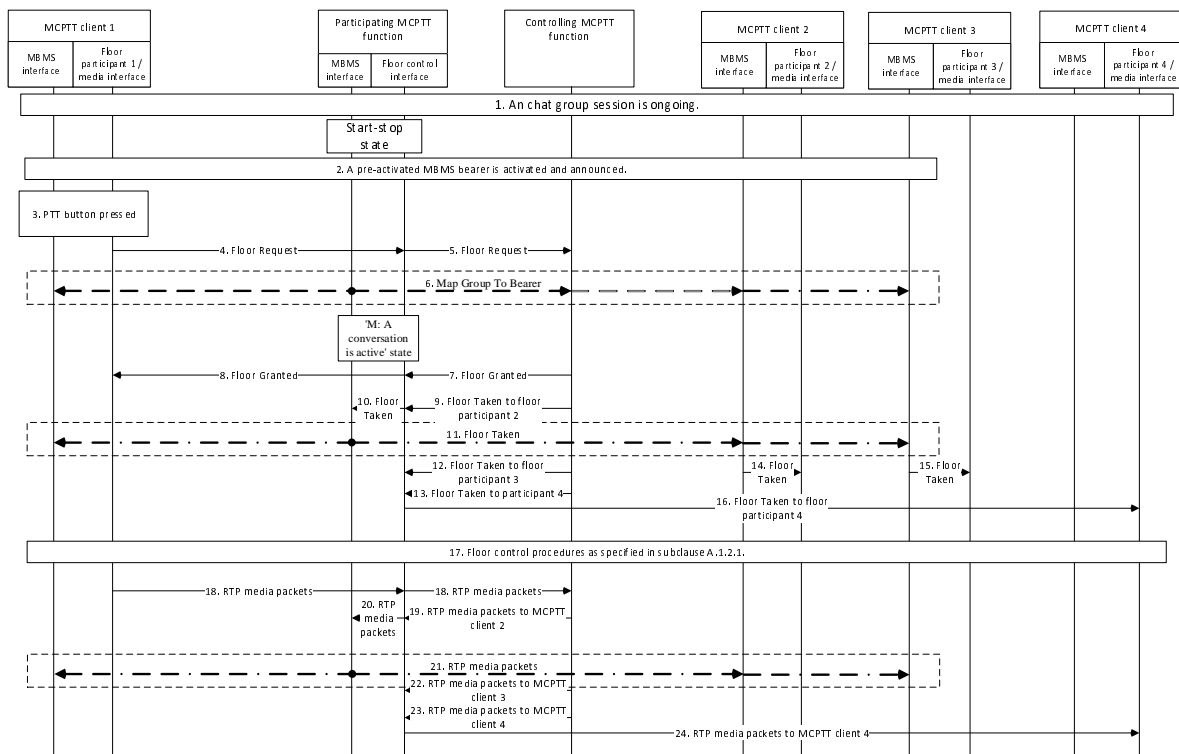 MCPTT client 1
MBMS
interface
Floor
participant 1 /
media interface
Participating MCPTT
function
MBMS
interface
Floor control
interface
Controlling MCPTT
function
MCPTT client 2
MBMS
interface
Floor
participant 2 /
media interface
MCPTT client 3
MBMS
interface
Floor
participant 3 /
media interface
MCPTT client 4
MBMS
interface
Floor
participant 4 /
media interface
1. An chat group session is ongoing.
Start-stop
state
2. A pre-activated MBMS bearer is activated and announced.
3. PTT button pressed
4. Floor Request
5. Floor Request
6. Map Group To Bearer
'M: A
conversation
is active' state
8. Floor Granted
7. Floor Granted
10. Floor
Taken
9. Floor Taken to floor
participant 2
11. Floor Taken
12. Floor Taken to floor
participant 3
14. Floor
Taken
15. Floor
Taken
13. Floor Taken to participant 4
16. Floor Taken to floor
participant 4
17. Floor control procedures as specified in subclause A.1.2.1.
18. RTP media packets
18. RTP media packets
20. RTP
media
packets
19. RTP media packets to MCPTT
client 2
21. RTP media packets
22. RTP media packets to MCPTT
client 3
23. RTP media packets to MCPTT
client 4
24. RTP media packets to MCPTT client 4